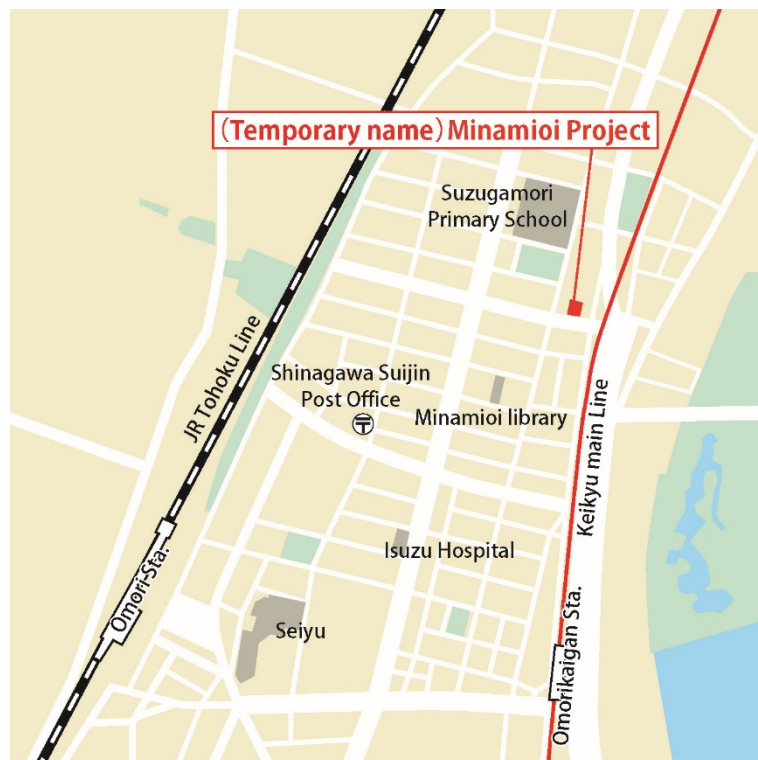 (Temporary name) Minamioi Project
Suzugamori
Primary School
JR Tohoku Line
Shinagawa Suijin
Post Office
〒
Minamioi library
Keikyu main Line
Isuzu Hospital
Omori-Sta.
Seiyu
Omorikaigan Sta.